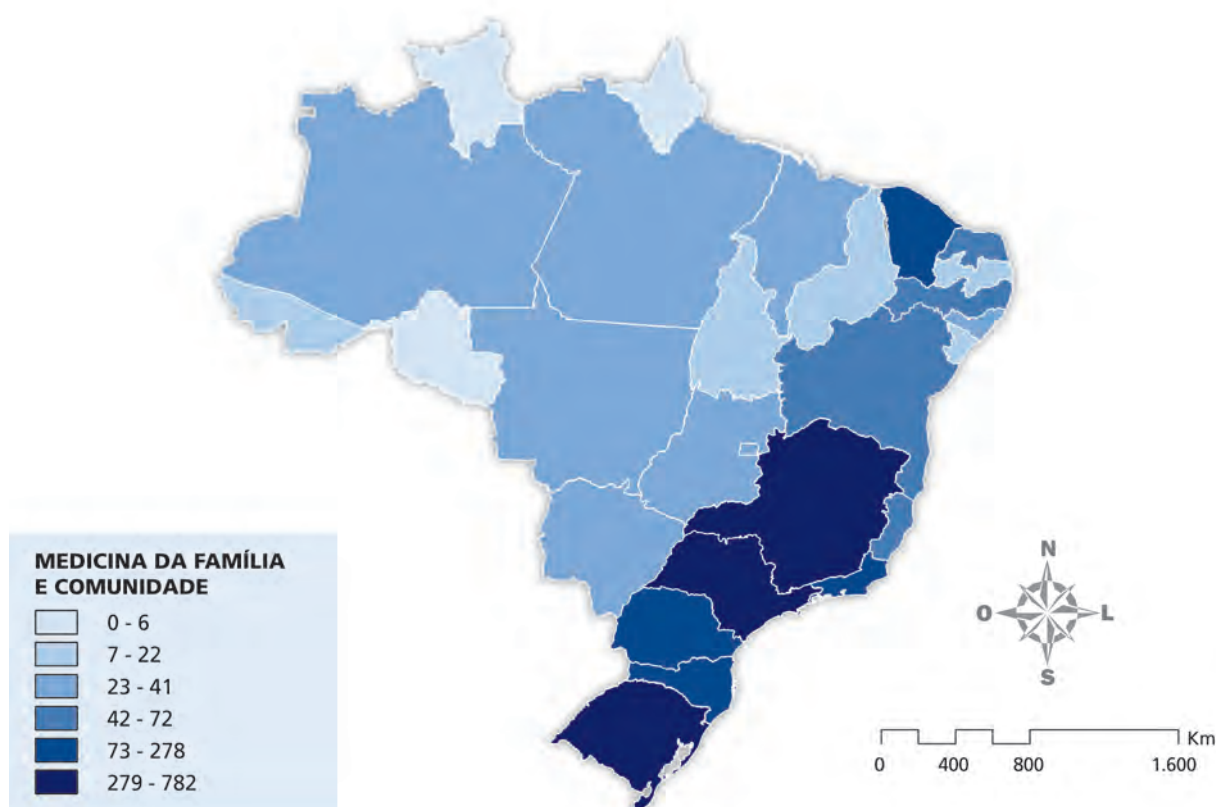 MEDICINA DA FAMÍLIA
E COMUNIDADE
0 - 6
7 - 22
23 - 41
42 - 72
73 - 278
279 - 782
N
O
L
S
Km
0
400
800
1.600